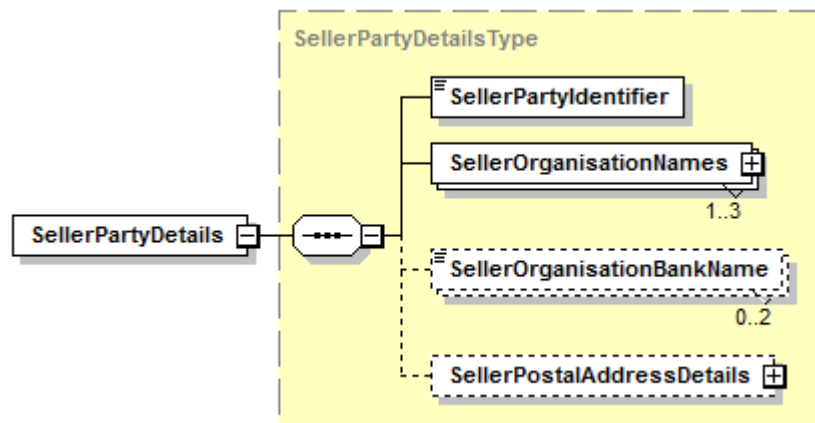 SellerPartyDetailsType
SellerPartyIdentifier
SellerOrganisationNames
1..3
SellerPartyDetails
SellerOrganisationBankName
0..2
SellerPostalAddressDetails